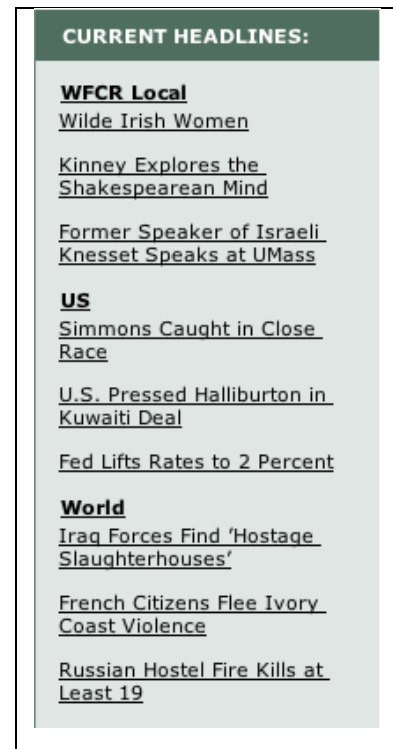 CURRENT HEADLINES:
WFCR Local
Wilde Irish Women
Kinney Explores the
Shakespearean Mind
Former Speaker of Israeli
Knesset Speaks at UMass
US
Simmons Caught in Close
Race
U.S. Pressed Halliburton in
Kuwaiti Deal
Fed Lifts Rates to 2 Percent
World
Iraq Forces Find ‘Hostage
Slaughterhouses’
French Citizens Flee Ivory
Coast Violence
Russian Hostel Fire Kills at
Least 19